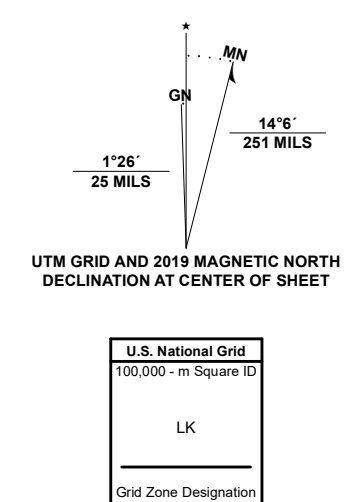 ★
MN
GN
14°6´
251 MILS
1°26´
25 MILS
UTM GRID AND 2019 MAGNETIC NORTH
DECLINATION AT CENTER OF SHEET
U.S. National Grid
100,000 - m Square ID
LK
Grid Zone Designation